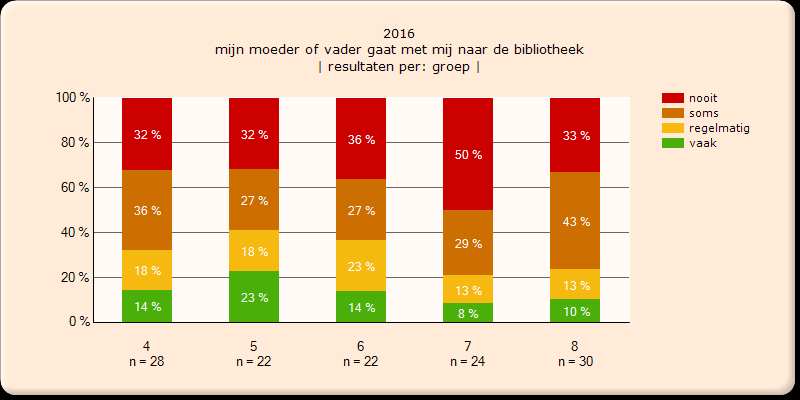 2016
mijn moeder of vader gaat met mij naar de bibliotheek
| resultaten per: groep |
100 %
80 %
60 %
40 %
20 %
0 %
32 %
36 %
18 %
14 %
32 %
27 %
18 %
23 %
36 %
27 %
23 %
14 %
50 %
29 %
13 %
8 %
33 %
43 %
13 %
10 %
nooit
soms
regelmatig
vaak
4
n = 28
5
n = 22
6
n = 22
7
n = 24
8
n = 30